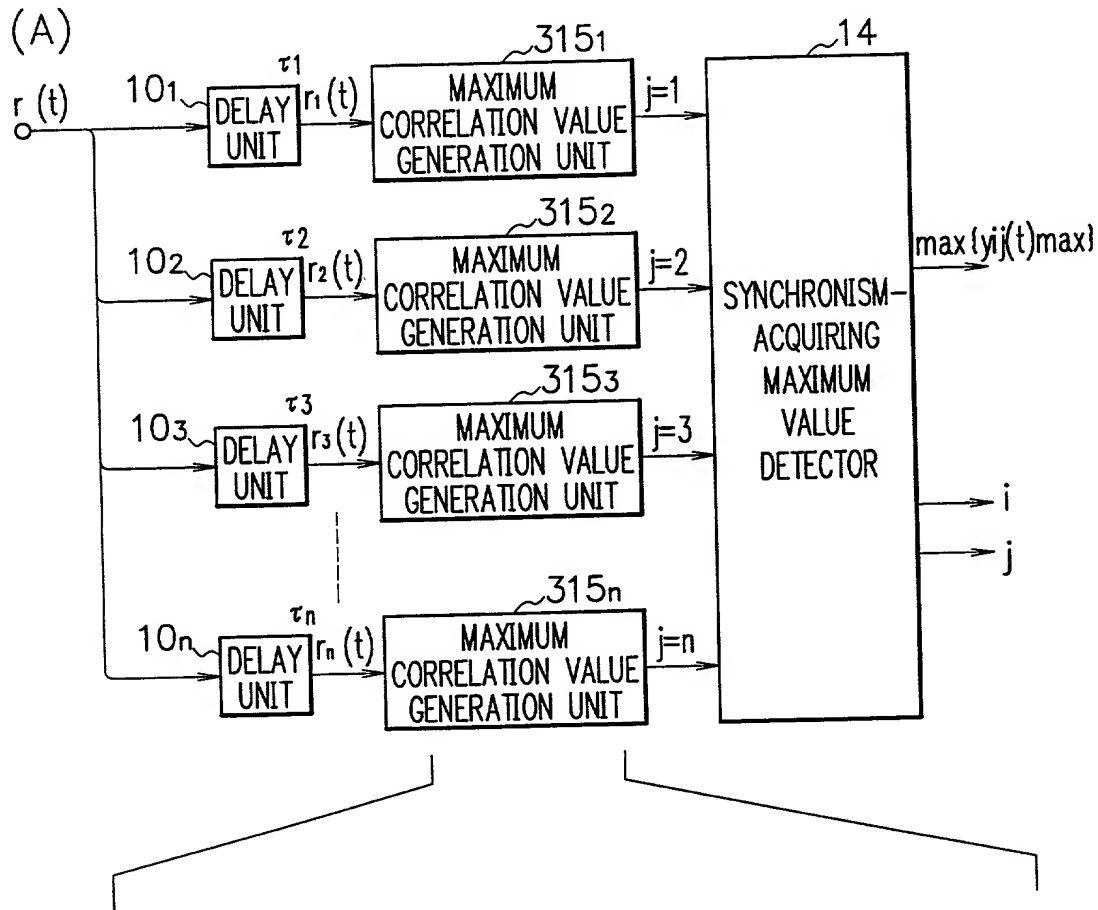 (A)
r (t)
10₁
DELAY
UNIT
τ1
r₁(t)
315₁
MAXIMUM
CORRELATION VALUE
GENERATION UNIT
j=1
10₂
DELAY
UNIT
τ2
r₂(t)
315₂
MAXIMUM
CORRELATION VALUE
GENERATION UNIT
j=2
10₃
DELAY
UNIT
τ3
r₃(t)
315₃
MAXIMUM
CORRELATION VALUE
GENERATION UNIT
j=3
10n
DELAY
UNIT
τn
rn(t)
315n
MAXIMUM
CORRELATION VALUE
GENERATION UNIT
j=n
14
SYNCHRONISM-
ACQUIRING
MAXIMUM
VALUE
DETECTOR
max{yij(t)max}
i
j